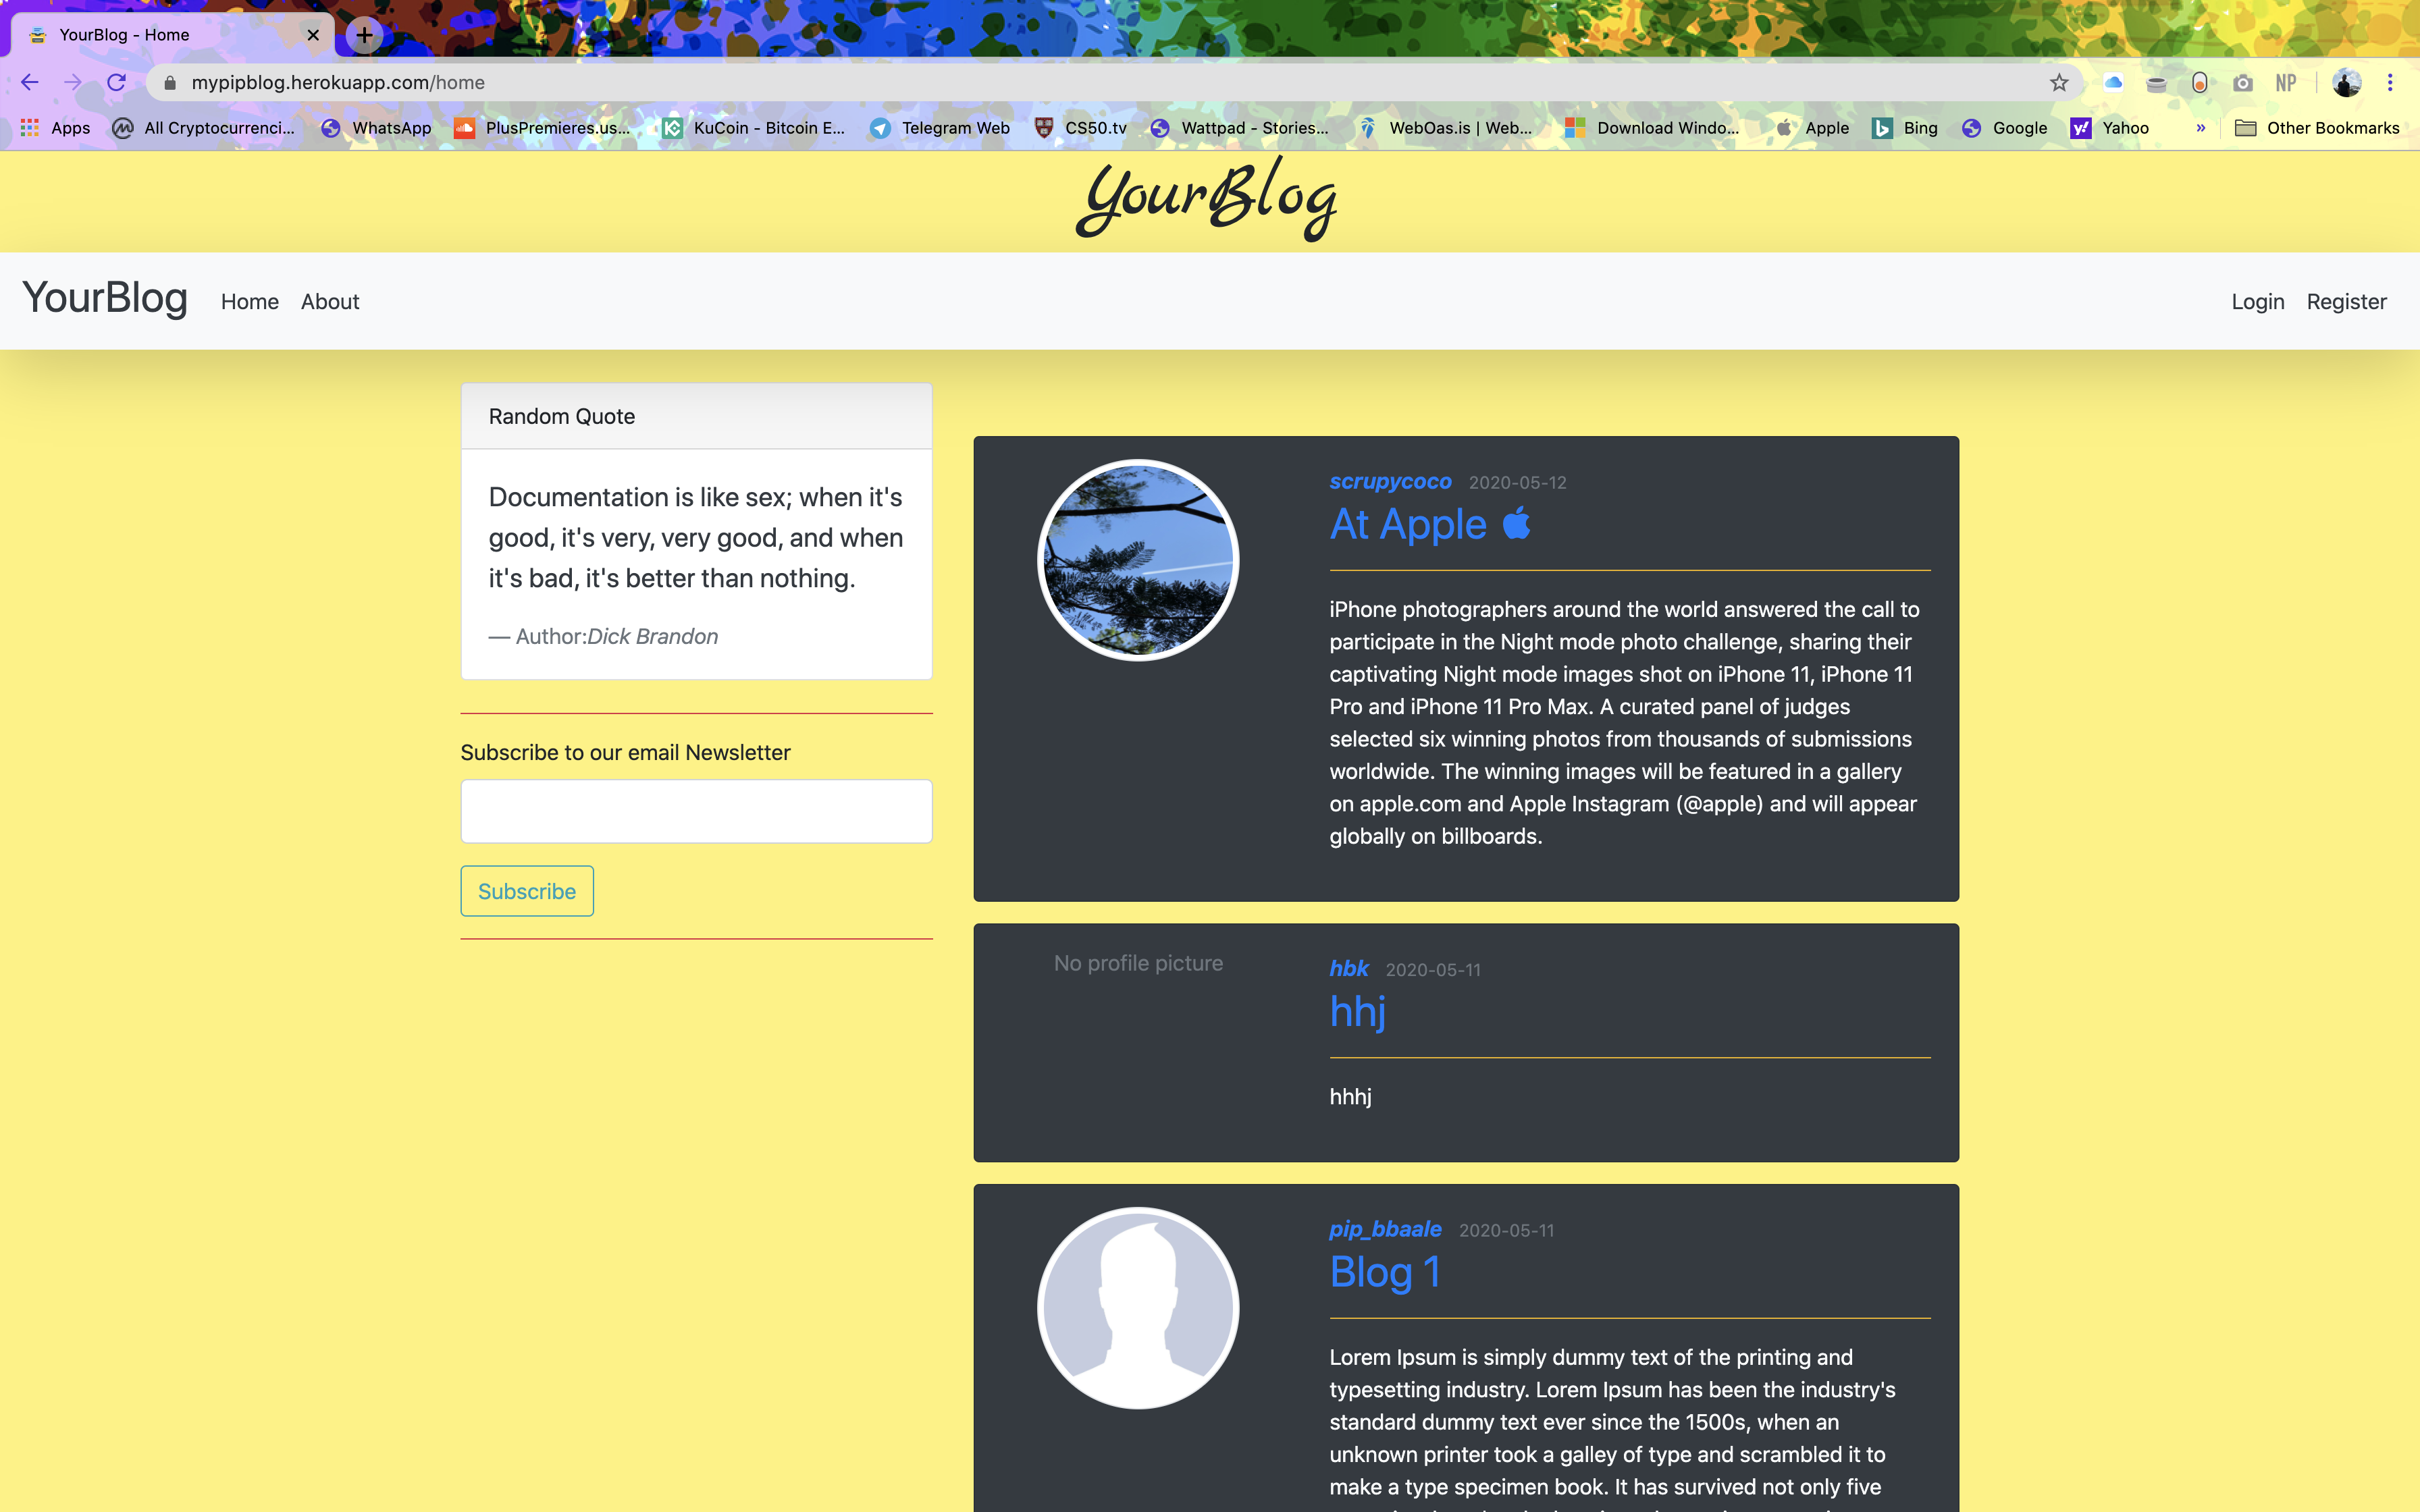 YourBlog - Home
mypipblog.herokuapp.com/home
NP
Apps All Cryptocurrenci... WhatsApp PlusPremieres.us... KuCoin - Bitcoin E... Telegram Web CS50.tv Wattpad - Stories... WebOas.is | Web... Download Windo... Apple Bing Google Yahoo » Other Bookmarks
YourBlog
YourBlog Home About Login Register
Random Quote
Documentation is like sex; when it's
good, it's very, very good, and when
it's bad, it's better than nothing.
— Author:Dick Brandon
Subscribe to our email Newsletter
Subscribe
scrupycoco 2020-05-12
At Apple
iPhone photographers around the world answered the call to
participate in the Night mode photo challenge, sharing their
captivating Night mode images shot on iPhone 11, iPhone 11
Pro and iPhone 11 Pro Max. A curated panel of judges
selected six winning photos from thousands of submissions
worldwide. The winning images will be featured in a gallery
on apple.com and Apple Instagram (@apple) and will appear
globally on billboards.
No profile picture
hbk 2020-05-11
hhj
hhhj
pip_bbaale 2020-05-11
Blog 1
Lorem Ipsum is simply dummy text of the printing and
typesetting industry. Lorem Ipsum has been the industry's
standard dummy text ever since the 1500s, when an
unknown printer took a galley of type and scrambled it to
make a type specimen book. It has survived not only five